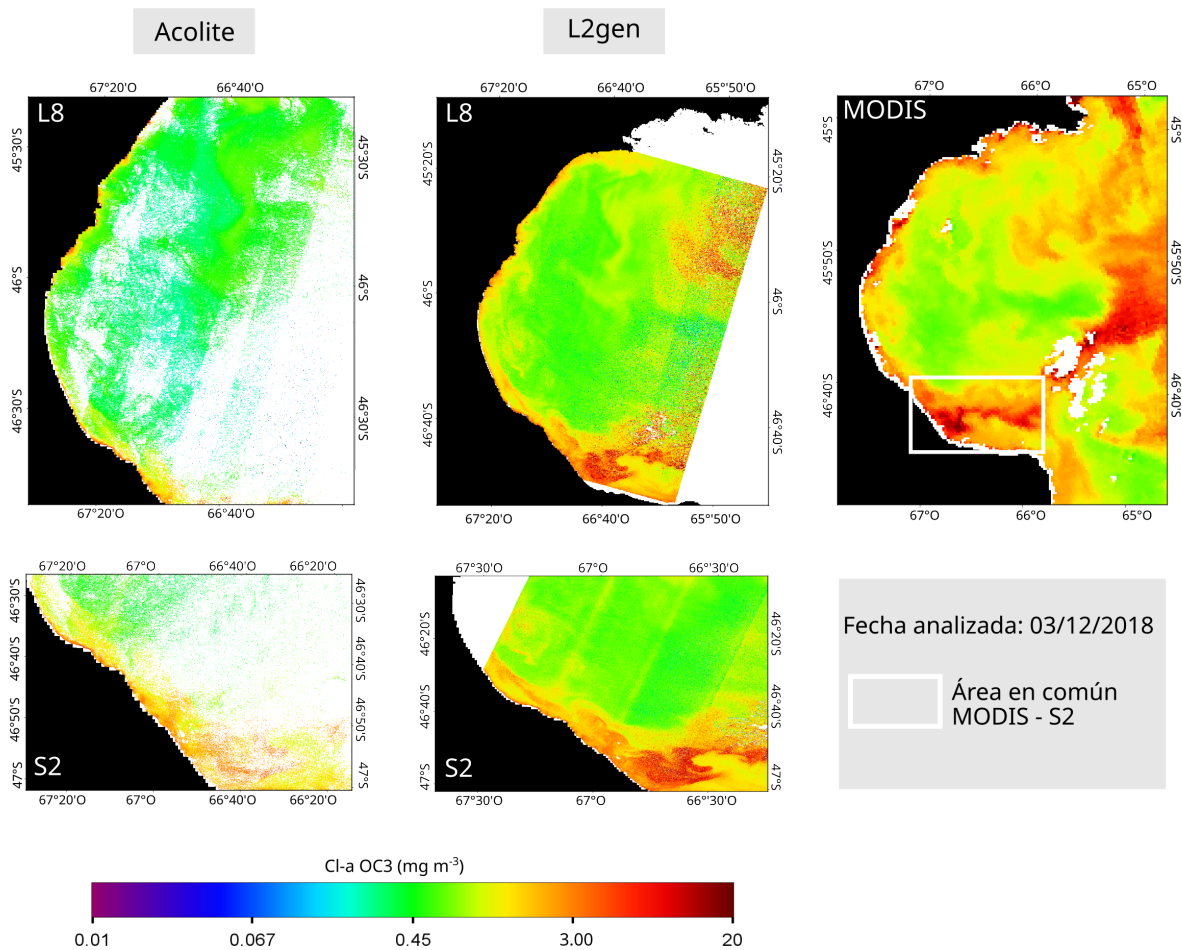 Acolite
L2gen
67°20'O 66°40'O
67°20'O 66°40'O 65°50'O
67°O 66°O 65°O
L8
L8
MODIS
45°30'S
46°S
46°30'S
45°30'S
46°S
46°30'S
45°20'S
46°S
46°40'S
45°20'S
46°S
46°40'S
45°S
45°50'S
46°40'S
45°S
45°50'S
46°40'S
67°20'O 66°40'O
67°20'O 66°40'O 65°50'O
67°O 66°O 65°O
67°20'O 67°O 66°40'O 66°20'O
67°30'O 67°O 66°30'O
46°30'S
46°40'S
46°50'S
47°S
46°30'S
46°40'S
46°50'S
47°S
46°20'S
46°40'S
47°S
46°20'S
46°40'S
47°S
S2
S2
67°20'O 67°O 66°40'O 66°20'O
67°30'O 67°O 66°30'O
Fecha analizada: 03/12/2018
Área en común
MODIS - S2
Cl-a OC3 (mg m⁻³)
0.01 0.067 0.45 3.00 20